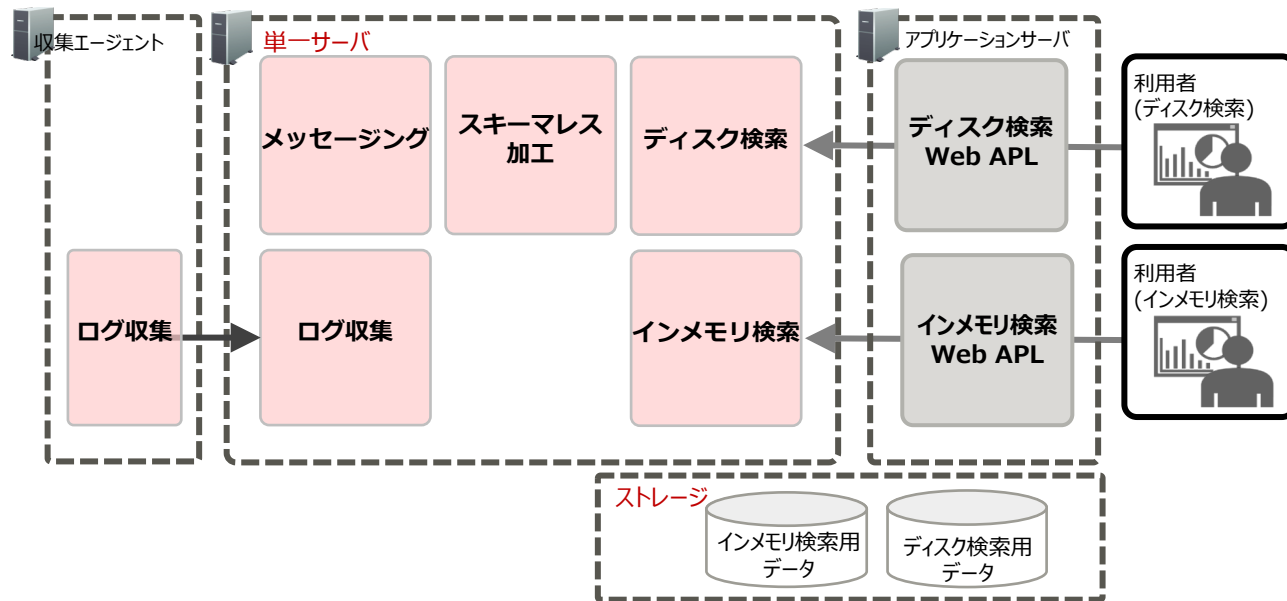 収集エージェント
単一サーバ
アプリケーションサーバ
メッセージング
スキーマレス
加工
ディスク検索
ディスク検索
Web APL
利用者
(ディスク検索)
ログ収集
ログ収集
インメモリ検索
インメモリ検索
Web APL
利用者
(インメモリ検索)
ストレージ
インメモリ検索用
データ
ディスク検索用
データ